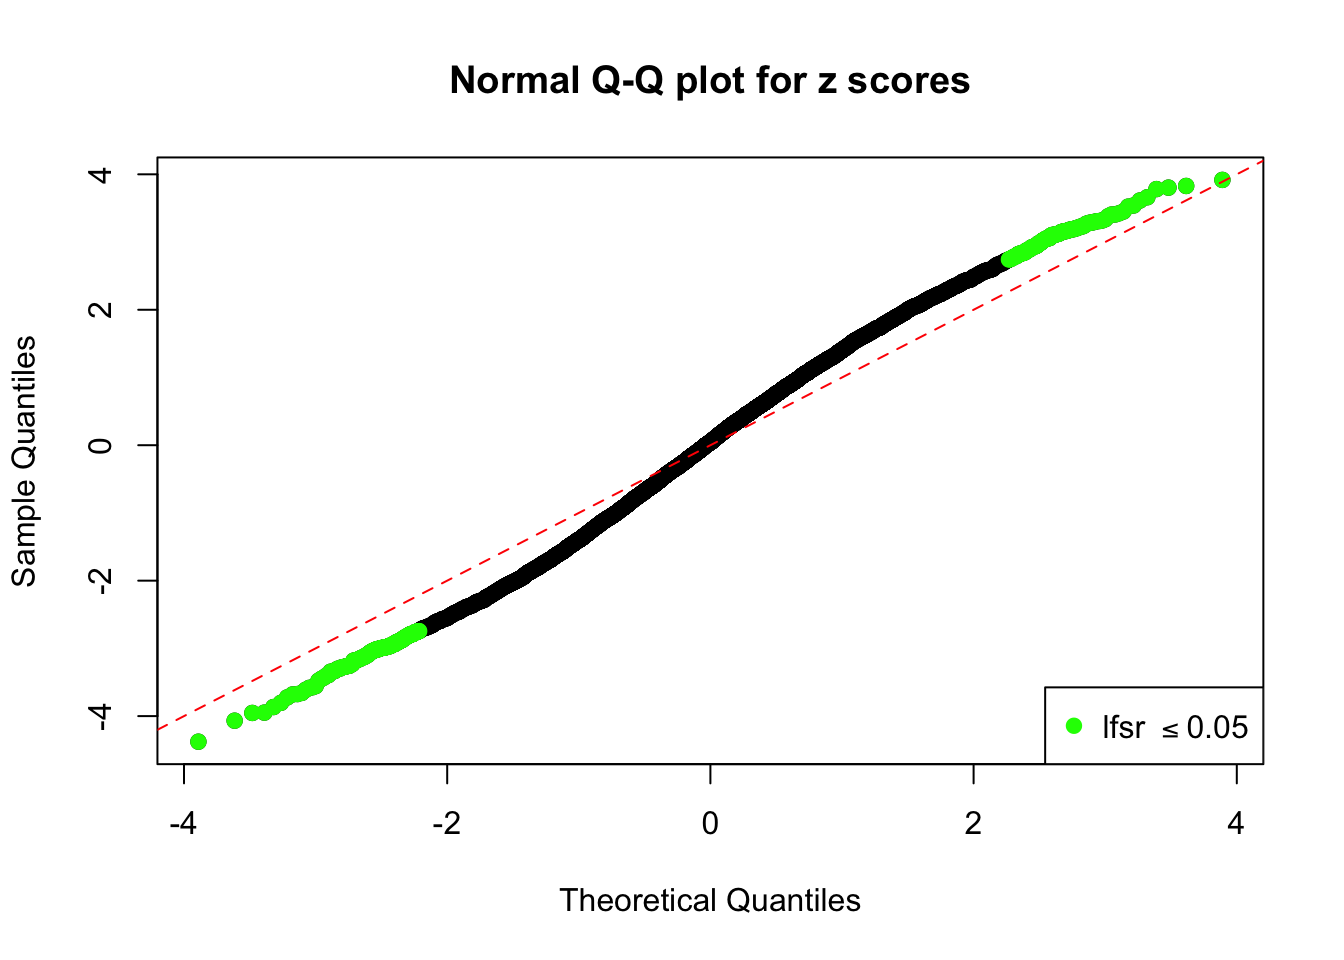 Normal Q-Q plot for z scores
Sample Quantiles
4
2
0
-2
-4
lfsr ≤ 0.05
-4 -2 0 2 4
Theoretical Quantiles